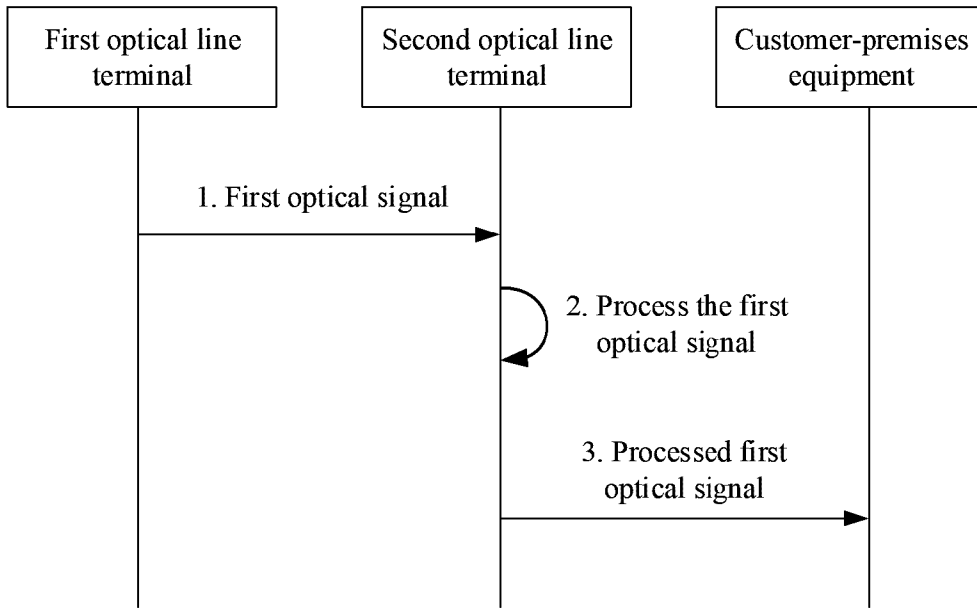 First optical line
terminal
Second optical line
terminal
Customer-premises
equipment
1. First optical signal
2. Process the first
optical signal
3. Processed first
optical signal